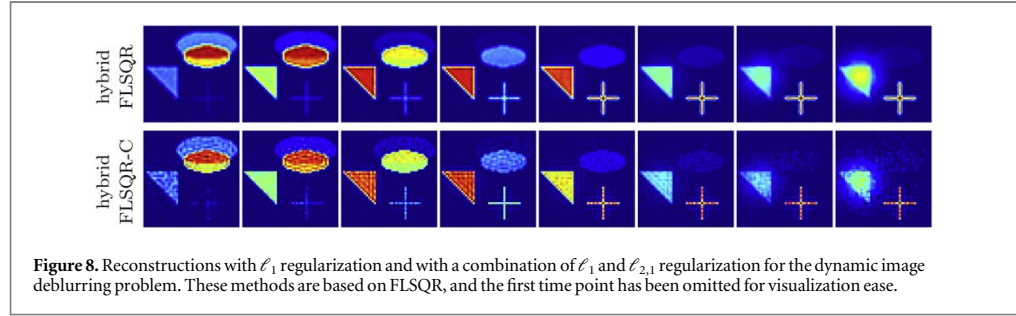 hybrid
FLSQR
hybrid
FLSQR-C
Figure 8. Reconstructions with ℓ₁ regularization and with a combination of ℓ₁ and ℓ₂,₁ regularization for the dynamic image
deblurring problem. These methods are based on FLSQR, and the first time point has been omitted for visualization ease.